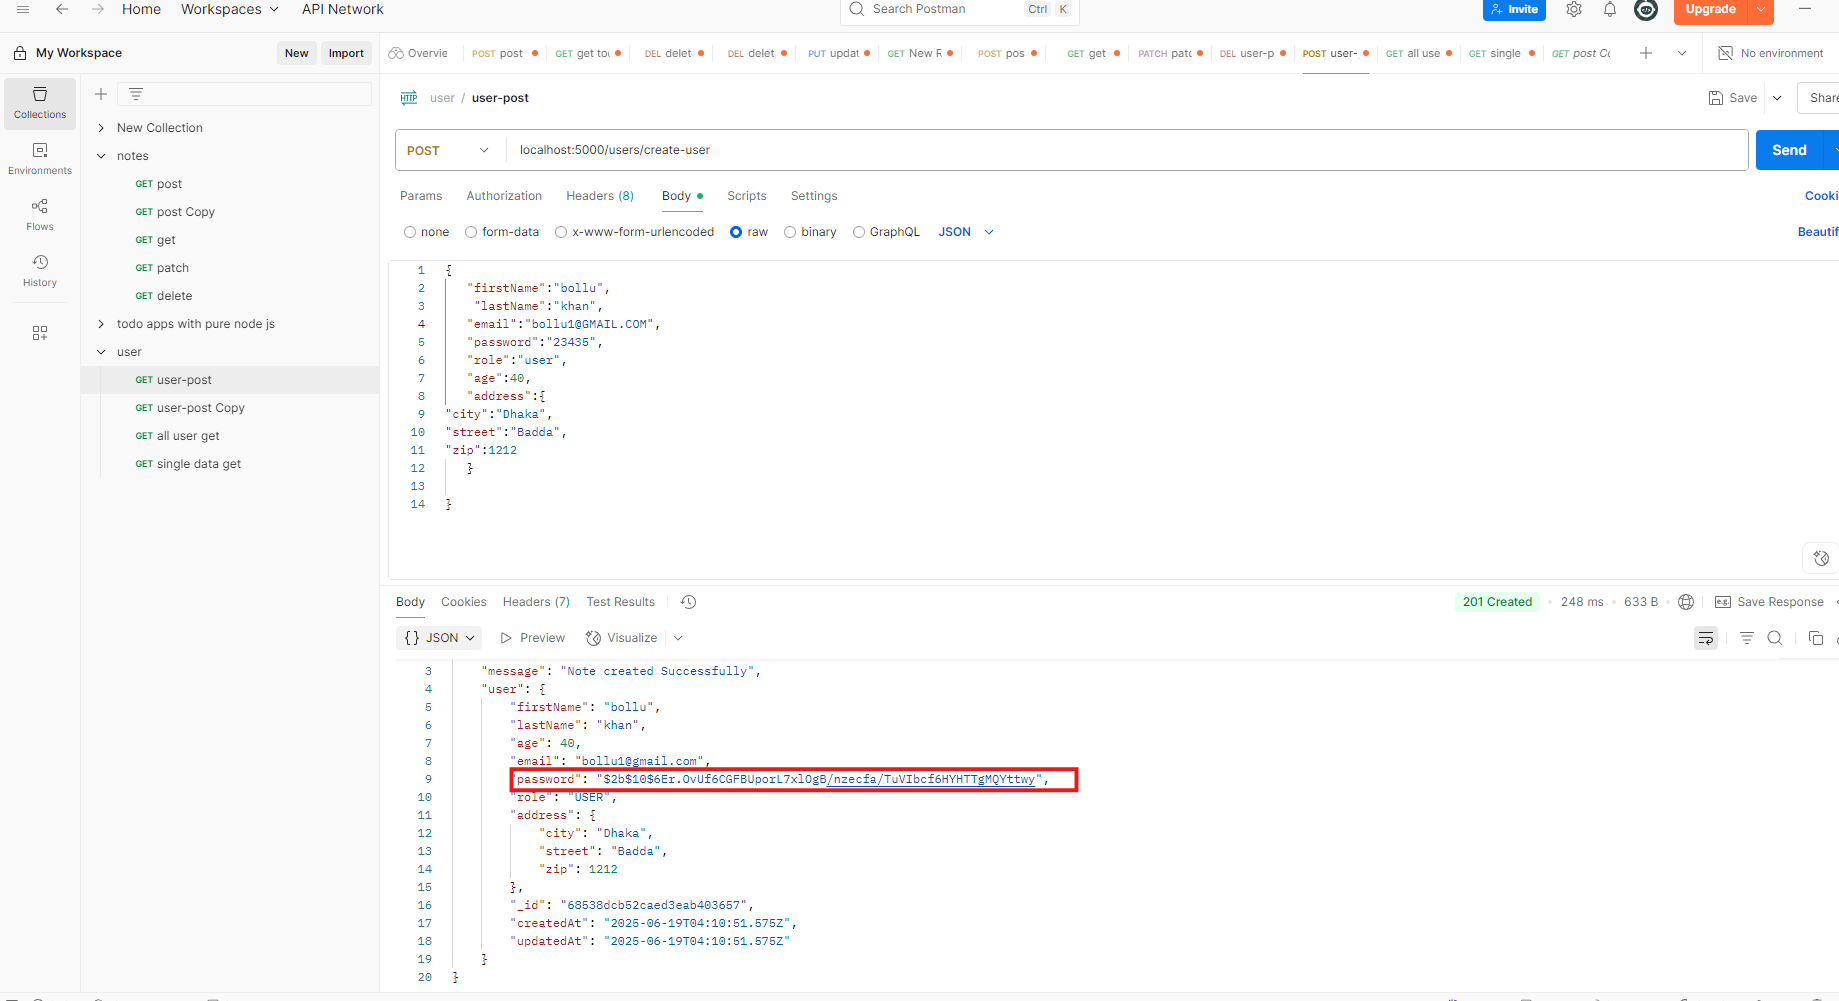 Home Workspaces API Network Search Postman Ctrl K Invite Upgrade
My Workspace New Import Overvie POST post GET get to DEL delet DEL delet PUT updat GET New R POST pos GET get PATCH patc DEL user-p POST user- GET all use GET single GET post Co No environment
Collections
Environments
Flows
History
New Collection
notes
GET post
GET post Copy
GET get
GET patch
GET delete
todo apps with pure node js
user
GET user-post
GET user-post Copy
GET all user get
GET single data get
HTTP user / user-post Save Share
POST localhost:5000/users/create-user Send
Params Authorization Headers (8) Body Scripts Settings Cooki
none form-data x-www-form-urlencoded raw binary GraphQL JSON Beautif
1 {
2 "firstName":"bollu",
3 "lastName":"khan",
4 "email":"bollu1@GMAIL.COM",
5 "password":"23435",
6 "role":"user",
7 "age":40,
8 "address":{
9 "city":"Dhaka",
10 "street":"Badda",
11 "zip":1212
12 }
13
14 }
Body Cookies Headers (7) Test Results 201 Created 248 ms 633 B e.g. Save Response
{} JSON Preview Visualize
3 "message": "Note created Successfully",
4 "user": {
5 "firstName": "bollu",
6 "lastName": "khan",
7 "age": 40,
8 "email": "bollu1@gmail.com",
9 "password": "$2b$10$6Er.OvUf6CGFBUporL7xlOgB/nzecfa/TuVIbcf6HYHTTgMQYttwy",
10 "role": "USER",
11 "address": {
12 "city": "Dhaka",
13 "street": "Badda",
14 "zip": 1212
15 },
16 "_id": "68538dcb52caed3eab403657",
17 "createdAt": "2025-06-19T04:10:51.575Z",
18 "updatedAt": "2025-06-19T04:10:51.575Z"
19 }
20 }